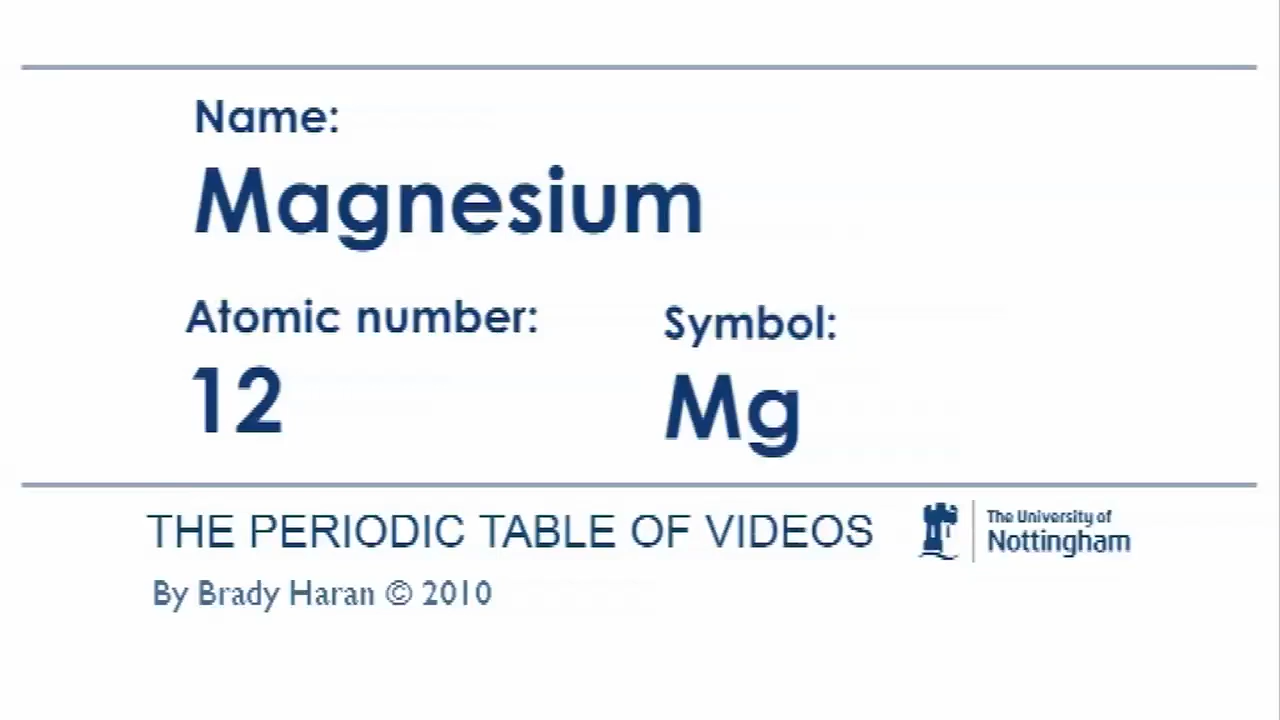 Name:
Magnesium
Atomic number:
12
Symbol:
Mg
THE PERIODIC TABLE OF VIDEOS
The University of
Nottingham
By Brady Haran © 2010